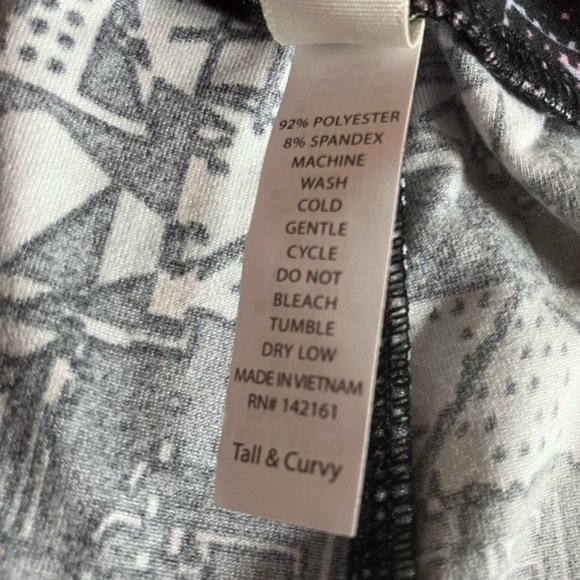 92% POLYESTER
8% SPANDEX
MACHINE
WASH
COLD
GENTLE
CYCLE
DO NOT
BLEACH
TUMBLE
DRY LOW
MADE IN VIETNAM
RN# 142161
Tall & Curvy